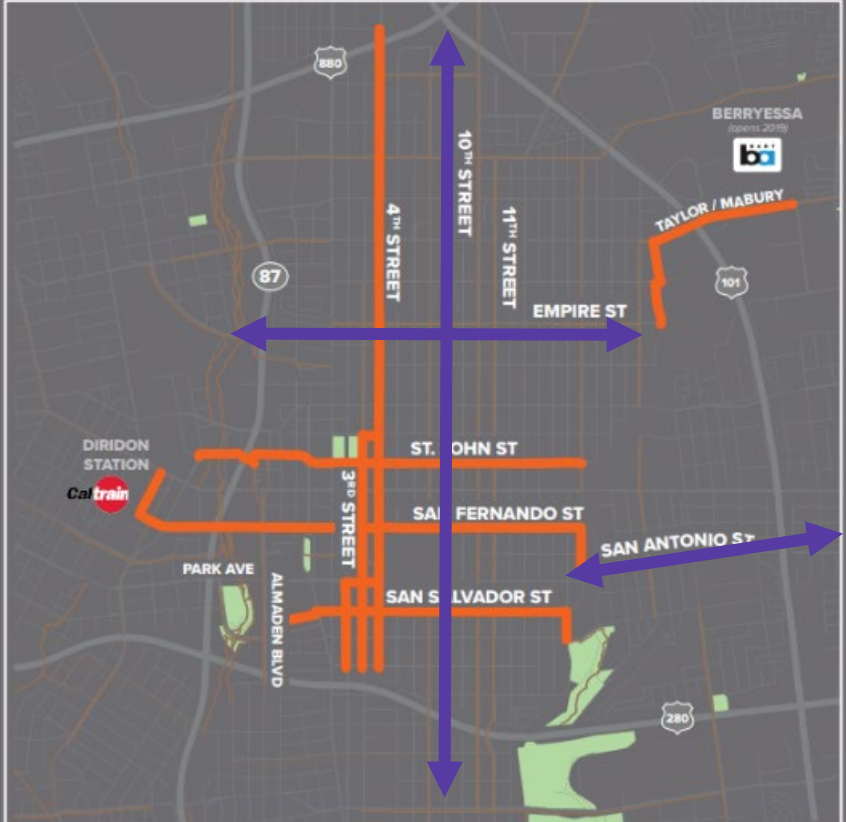 880
BERRYESSA
(opens 2019)
BART
ba
10TH STREET
TAYLOR / MABURY
4TH STREET
11TH STREET
87
101
EMPIRE ST
DIRIDON
STATION
Caltrain
ST. JOHN ST
3RD STREET
SAN FERNANDO ST
SAN ANTONIO ST
PARK AVE
ALMADEN BLVD
SAN SALVADOR ST
280